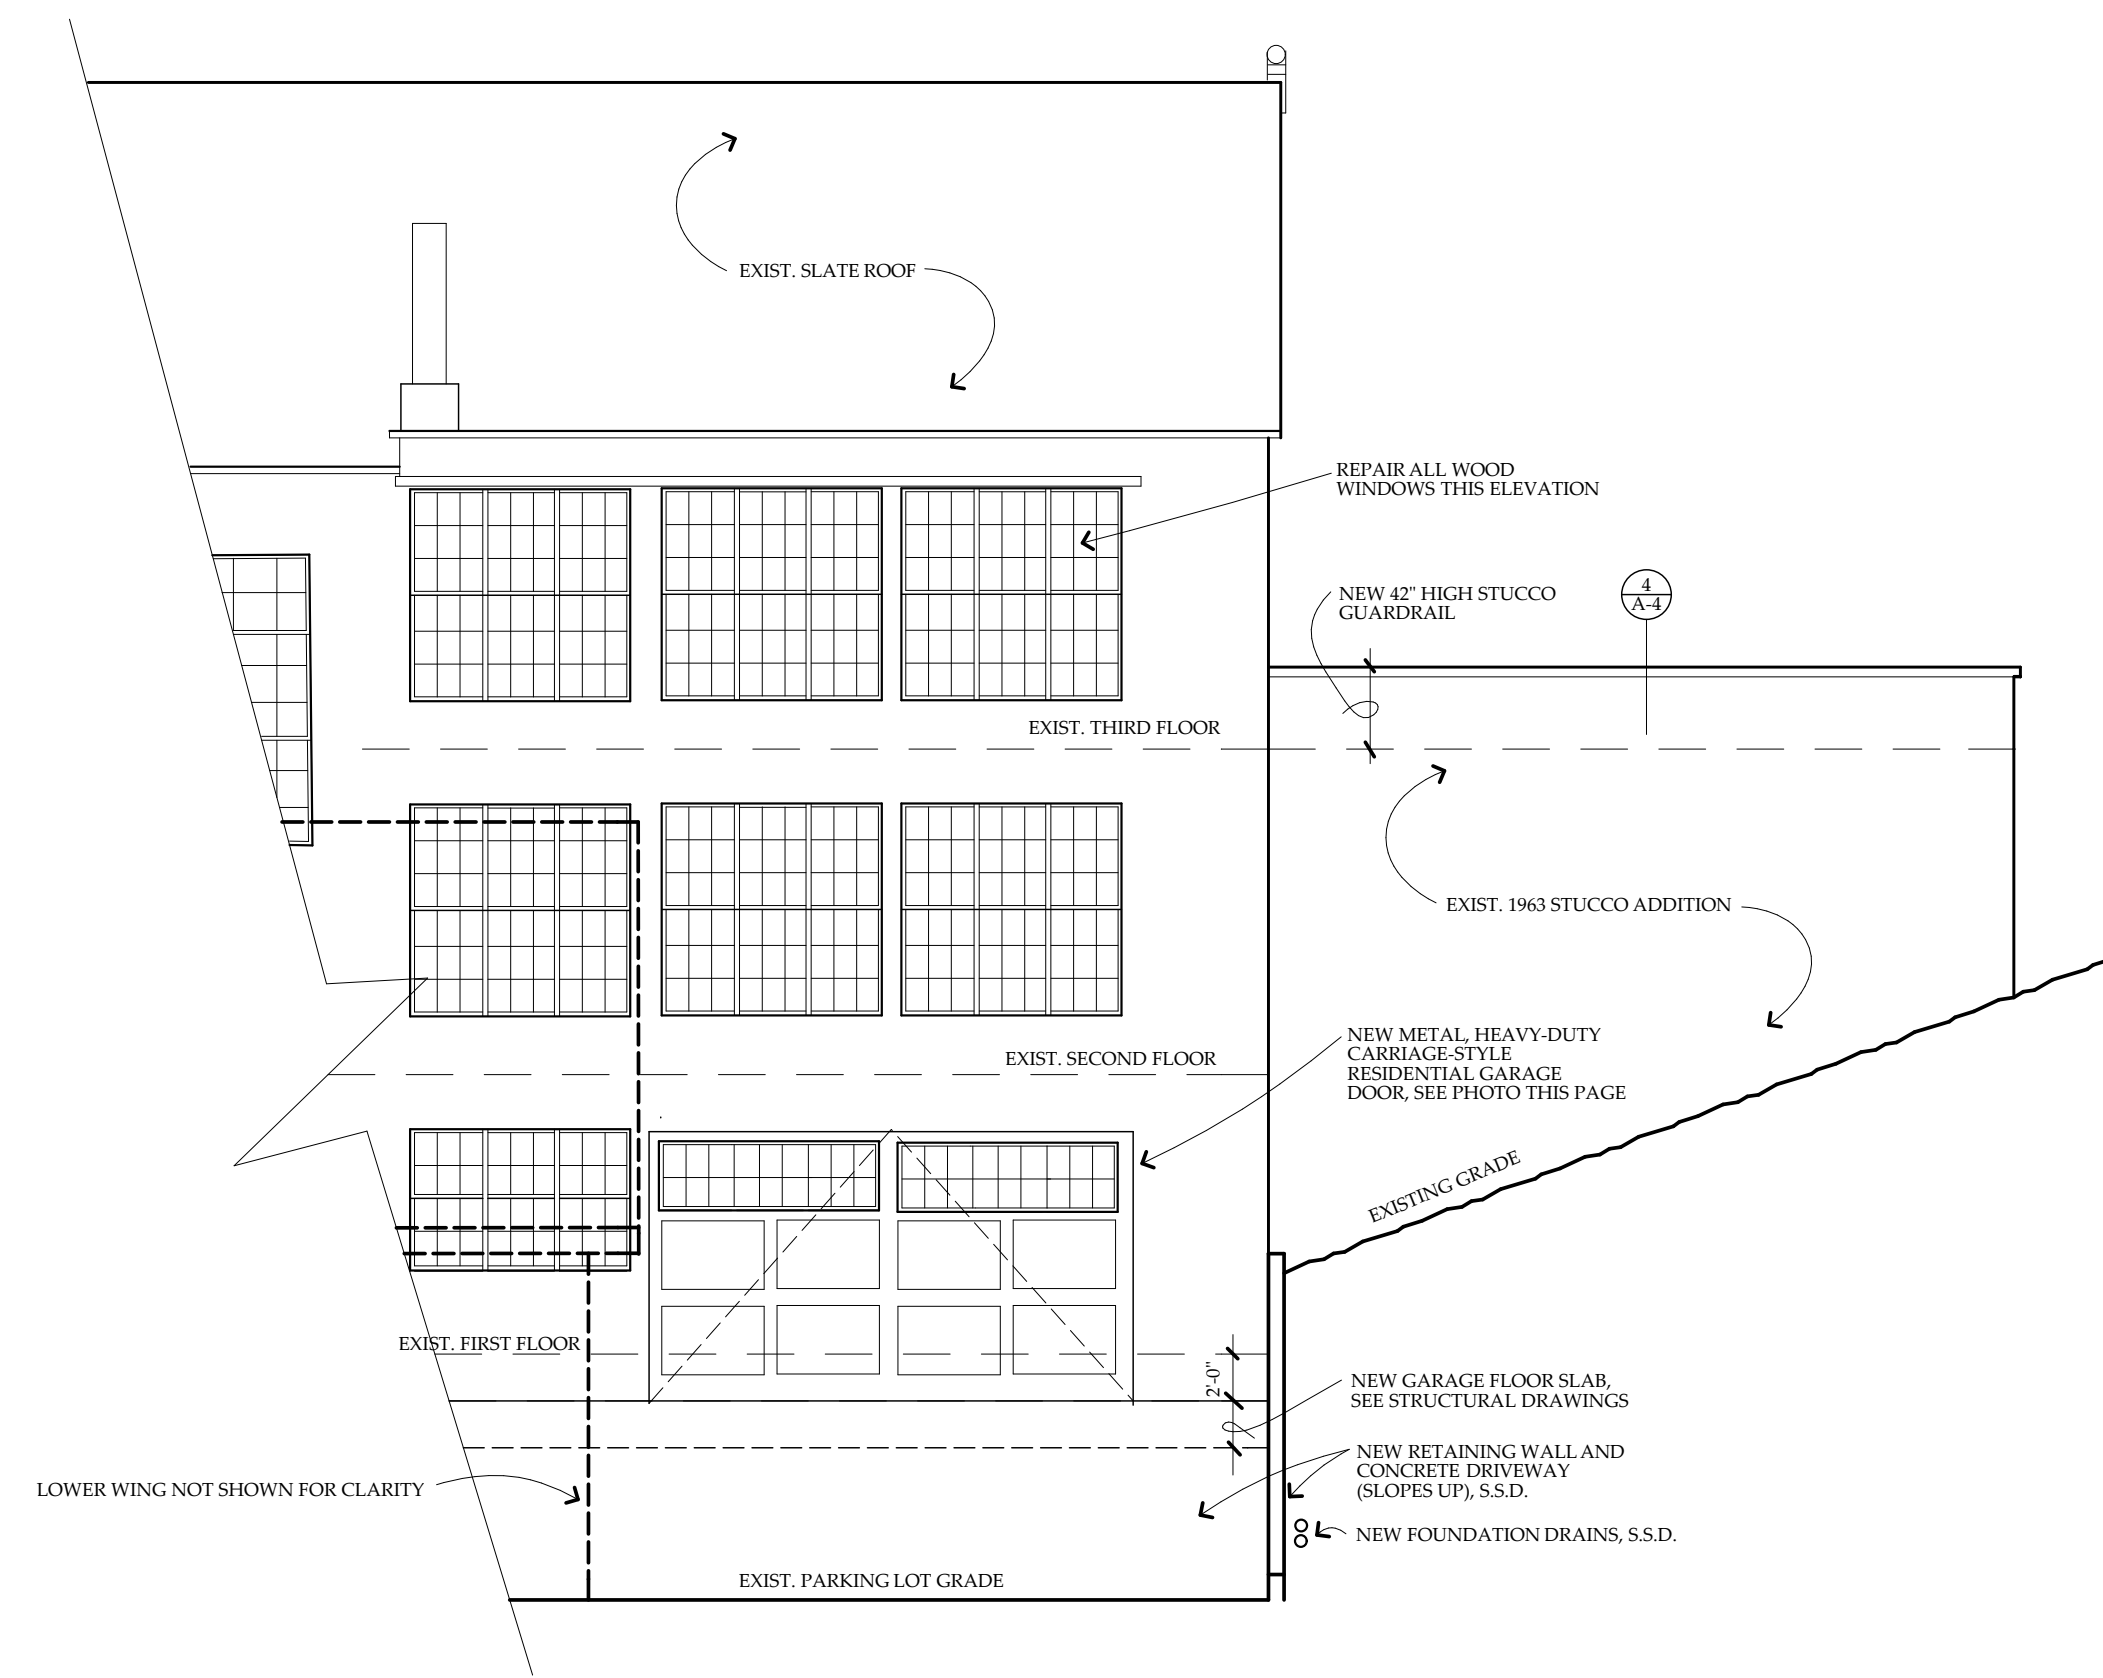 EXIST. SLATE ROOF
REPAIR ALL WOOD
WINDOWS THIS ELEVATION
NEW 42" HIGH STUCCO
GUARDRAIL
4
A-4
EXIST. THIRD FLOOR
EXIST. 1963 STUCCO ADDITION
NEW METAL, HEAVY-DUTY
CARRIAGE-STYLE
RESIDENTIAL GARAGE
DOOR, SEE PHOTO THIS PAGE
EXIST. SECOND FLOOR
EXISTING GRADE
EXIST. FIRST FLOOR
2'-0"
NEW GARAGE FLOOR SLAB,
SEE STRUCTURAL DRAWINGS
NEW RETAINING WALL AND
CONCRETE DRIVEWAY
(SLOPES UP), S.S.D.
LOWER WING NOT SHOWN FOR CLARITY
NEW FOUNDATION DRAINS, S.S.D.
EXIST. PARKING LOT GRADE